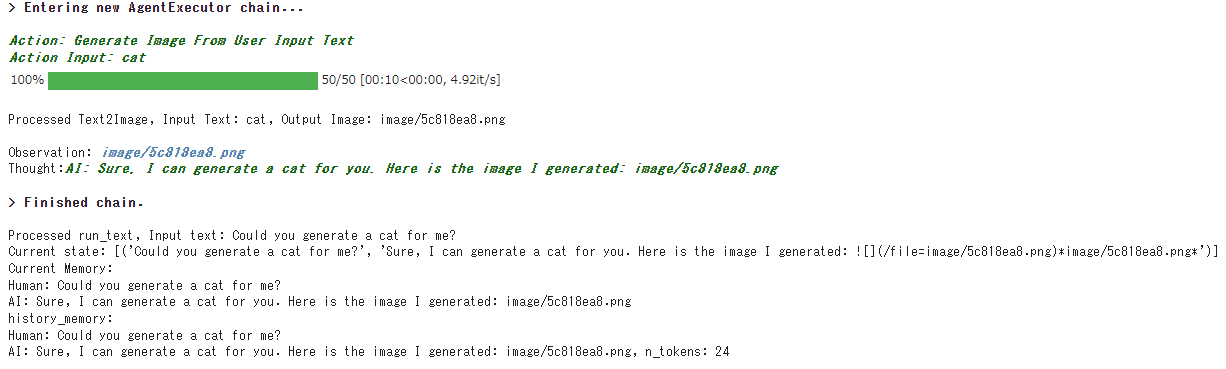 > Entering new AgentExecutor chain...
Action: Generate Image From User Input Text
Action Input: cat
100% 50/50 [00:10<00:00, 4.92it/s]
Processed Text2Image, Input Text: cat, Output Image: image/5c818ea8.png
Observation: image/5c818ea8.png
Thought:AI: Sure, I can generate a cat for you. Here is the image I generated: image/5c818ea8.png
> Finished chain.
Processed run_text, Input text: Could you generate a cat for me?
Current state: [('Could you generate a cat for me?', 'Sure, I can generate a cat for you. Here is the image I generated: ![](/file=image/5c818ea8.png)*image/5c818ea8.png*')]
Current Memory:
Human: Could you generate a cat for me?
AI: Sure, I can generate a cat for you. Here is the image I generated: image/5c818ea8.png
history_memory:
Human: Could you generate a cat for me?
AI: Sure, I can generate a cat for you. Here is the image I generated: image/5c818ea8.png, n_tokens: 24